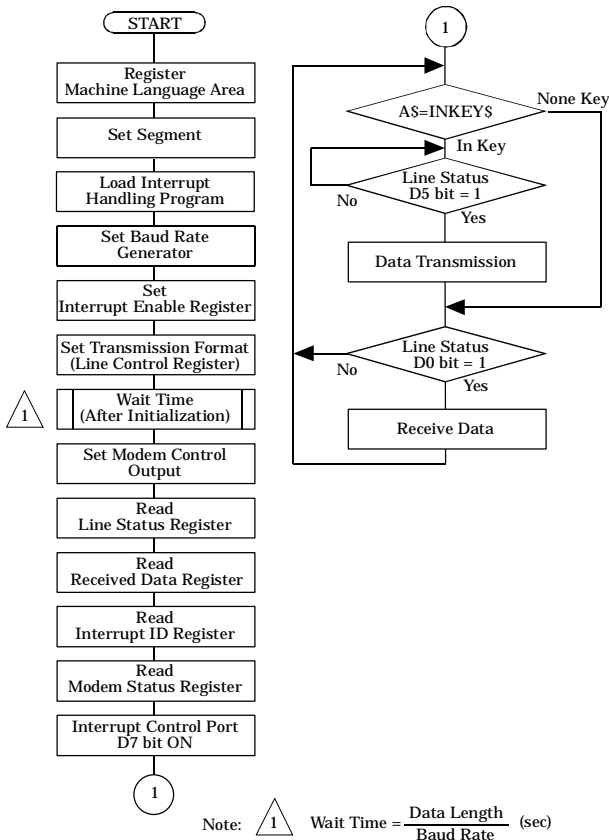 START
Register
Machine Language Area
Set Segment
Load Interrupt
Handling Program
Set Baud Rate
Generator
Set
Interrupt Enable Register
Set Transmission Format
(Line Control Register)
1
Wait Time
(After Initialization)
Set Modem Control
Output
Read
Line Status Register
Read
Received Data Register
Read
Interrupt ID Register
Read
Modem Status Register
Interrupt Control Port
D7 bit ON
1
1
A$=INKEY$
None Key
In Key
Line Status
D5 bit = 1
No
Yes
Data Transmission
Line Status
D0 bit = 1
No
Yes
Receive Data
Note: 1 Wait Time = Data Length (sec)
Baud Rate